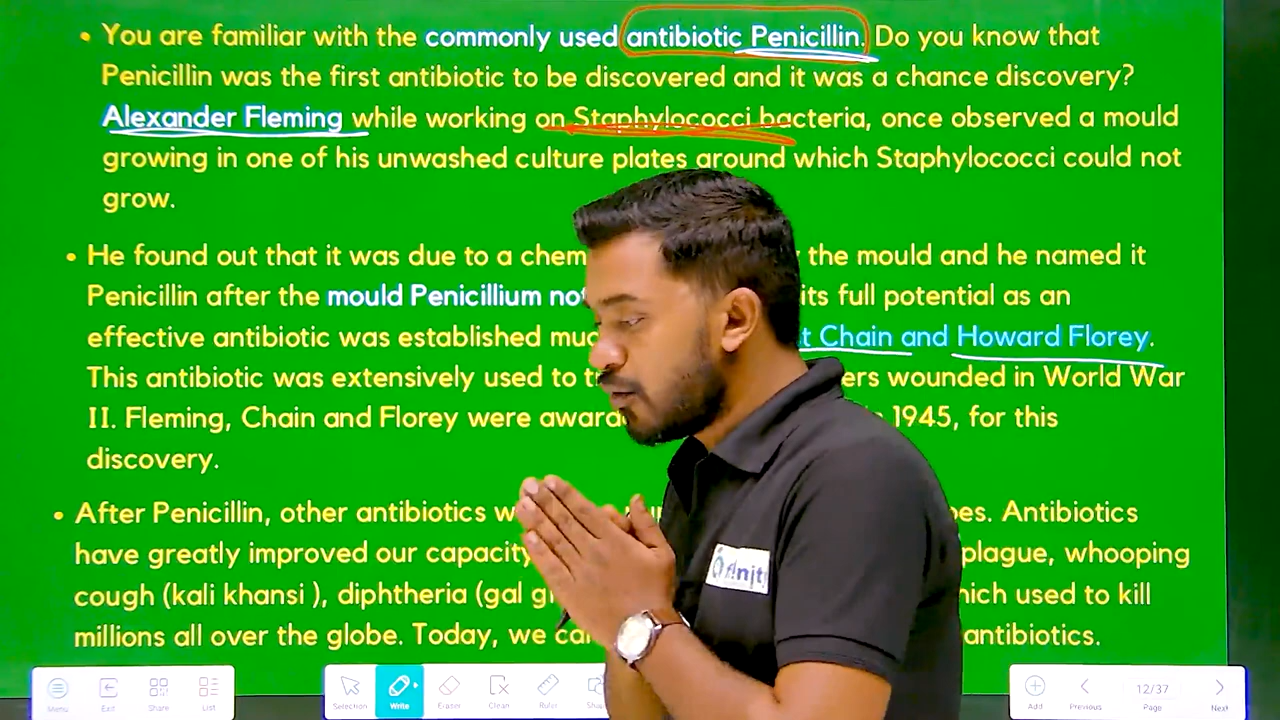 You are familiar with the commonly used antibiotic Penicillin. Do you know that
Penicillin was the first antibiotic to be discovered and it was a chance discovery?
Alexander Fleming while working on Staphylococci bacteria, once observed a mould
growing in one of his unwashed culture plates around which Staphylococci could not
grow.
He found out that it was due to a chem the mould and he named it
Penicillin after the mould Penicillium its full potential as an
effective antibiotic was established Chain and Howard Florey.
This antibiotic was extensively used to wounded in World War
II. Fleming, Chain and Florey were 1945, for this
discovery.
After Penicillin, other antibiotics Antibiotics
have greatly improved our capacity plague, whooping
cough (kali khansi ), diphtheria (gal which used to kill
millions all over the globe. Today, we antibiotics.
Menu Exit Share List Selection Write Eraser Clean Ruler Add Previous 12/37 Page Next